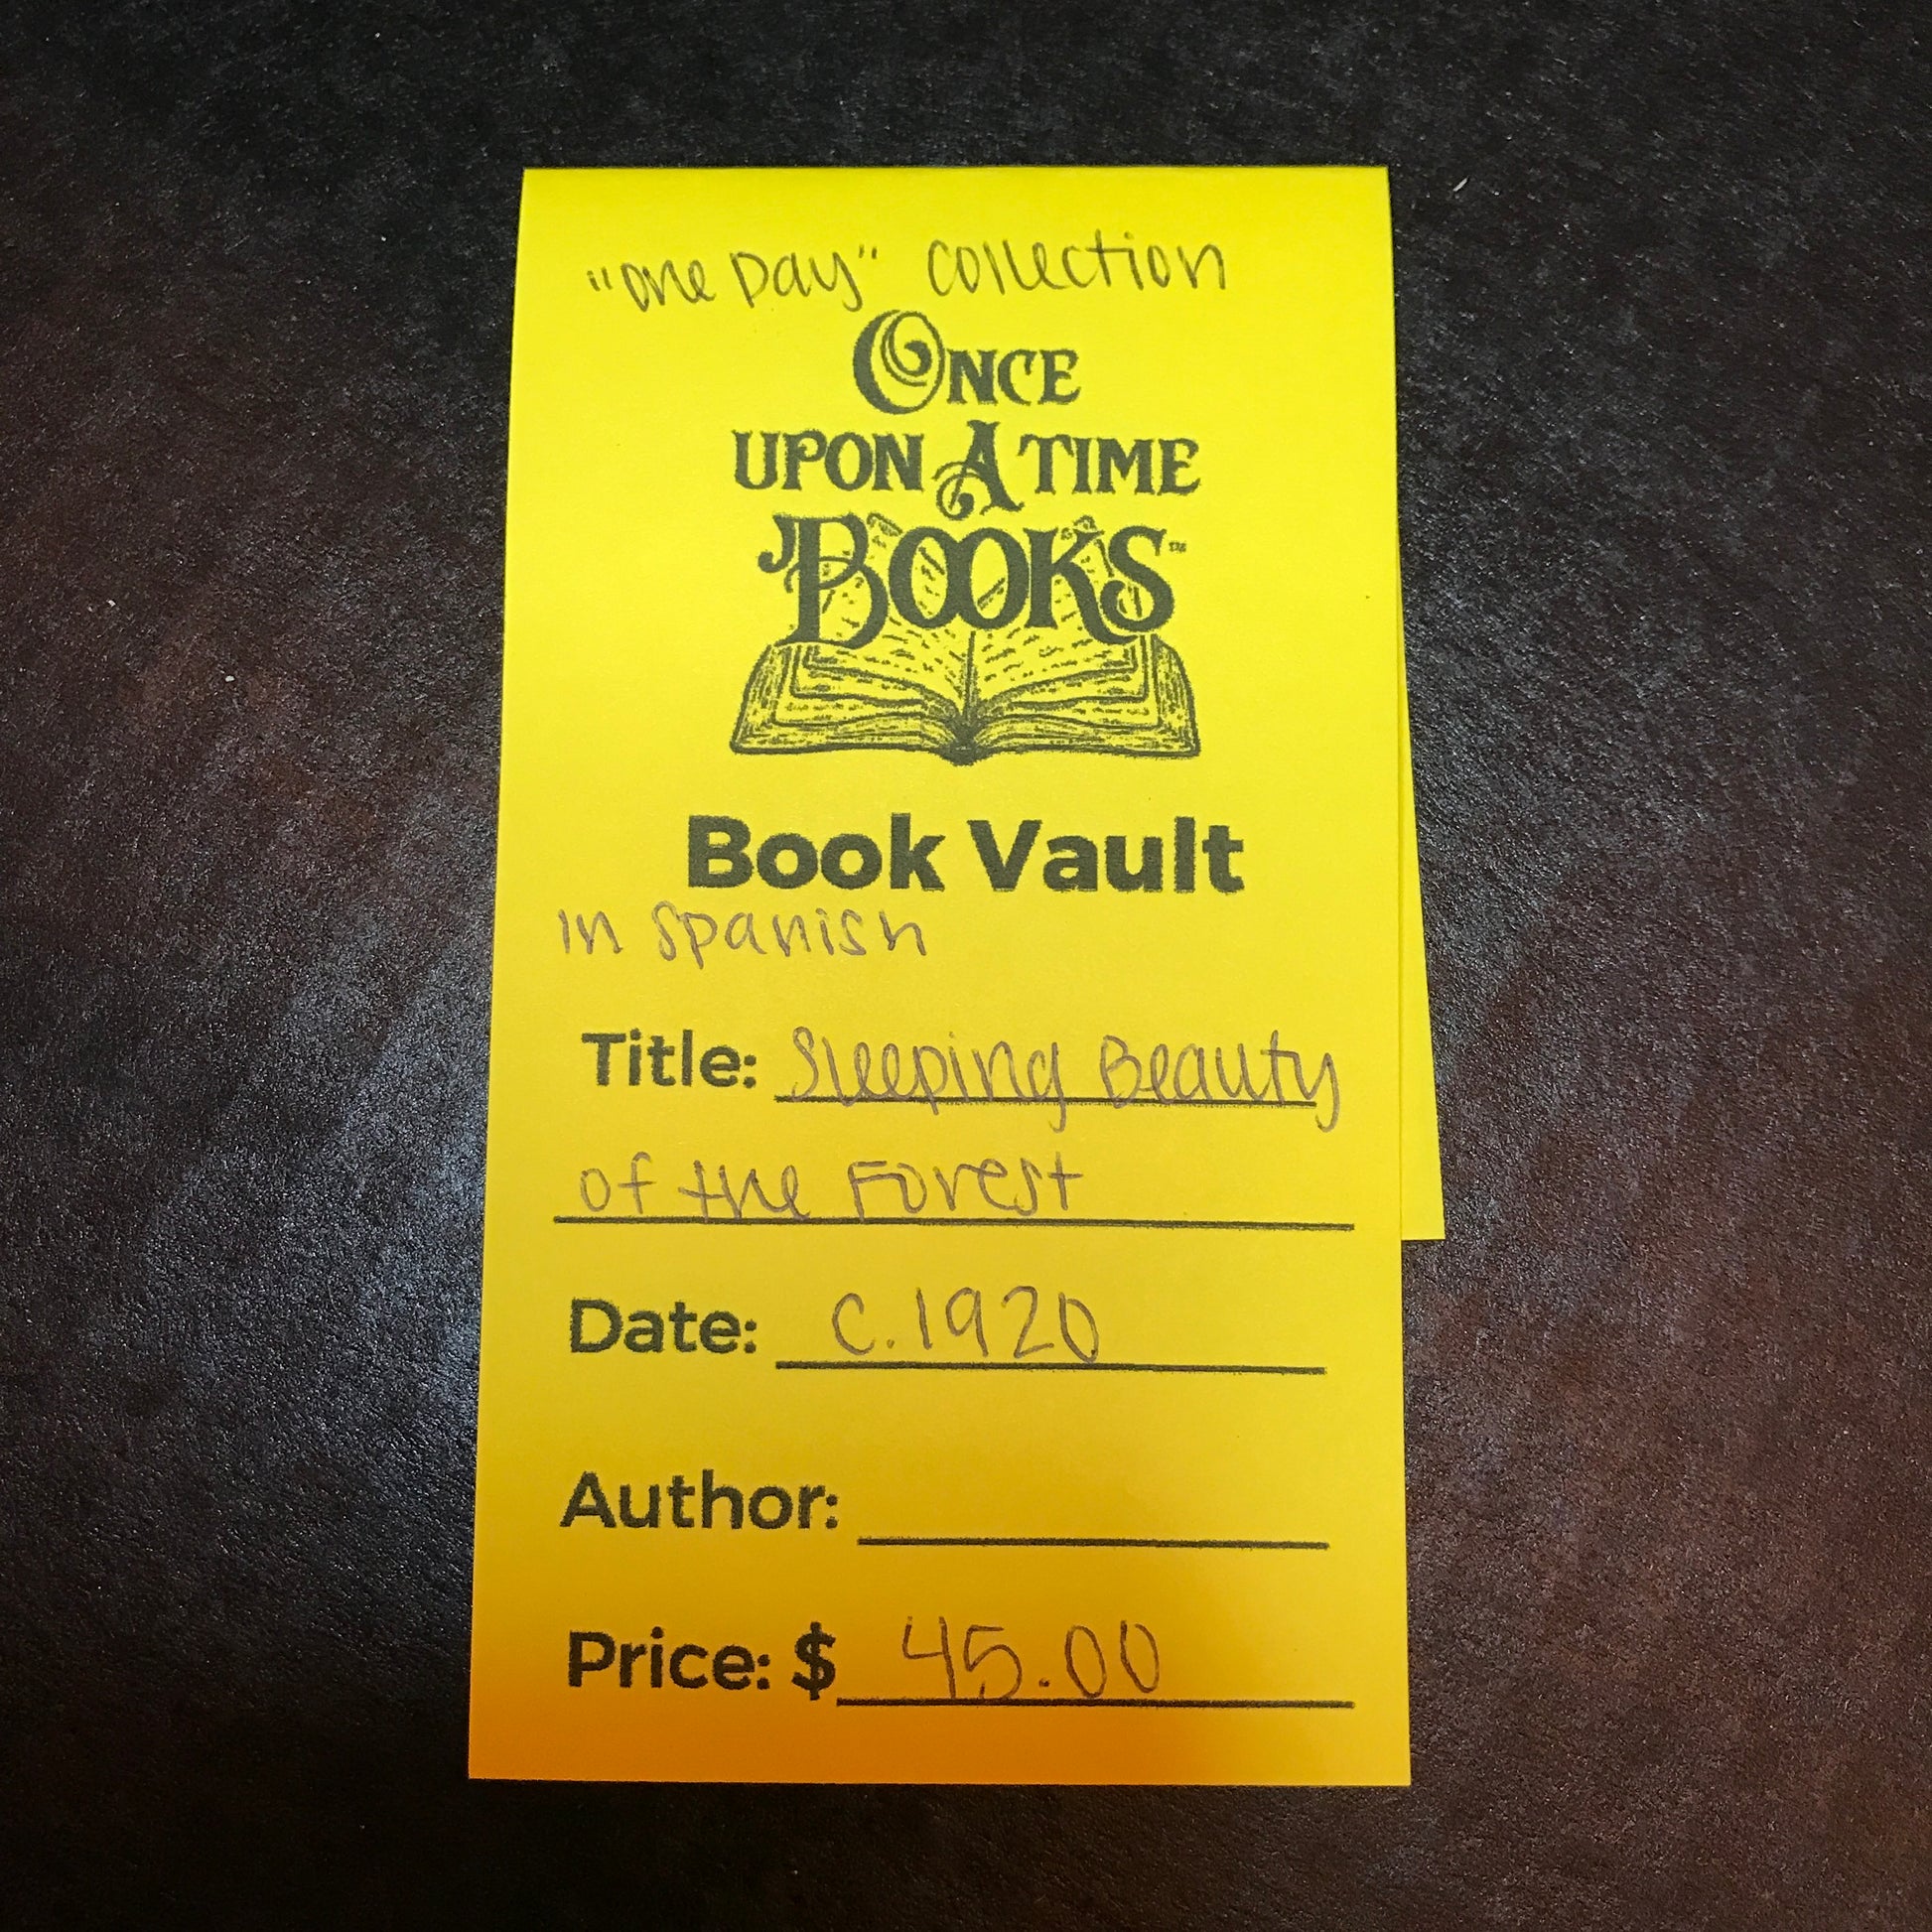 "One Day" Collection
ONCE
UPON A TIME
BOOKS™
Book Vault
In Spanish
Title: Sleeping Beauty
of the Forest
Date: C.1920
Author:
Price: $ 45.00